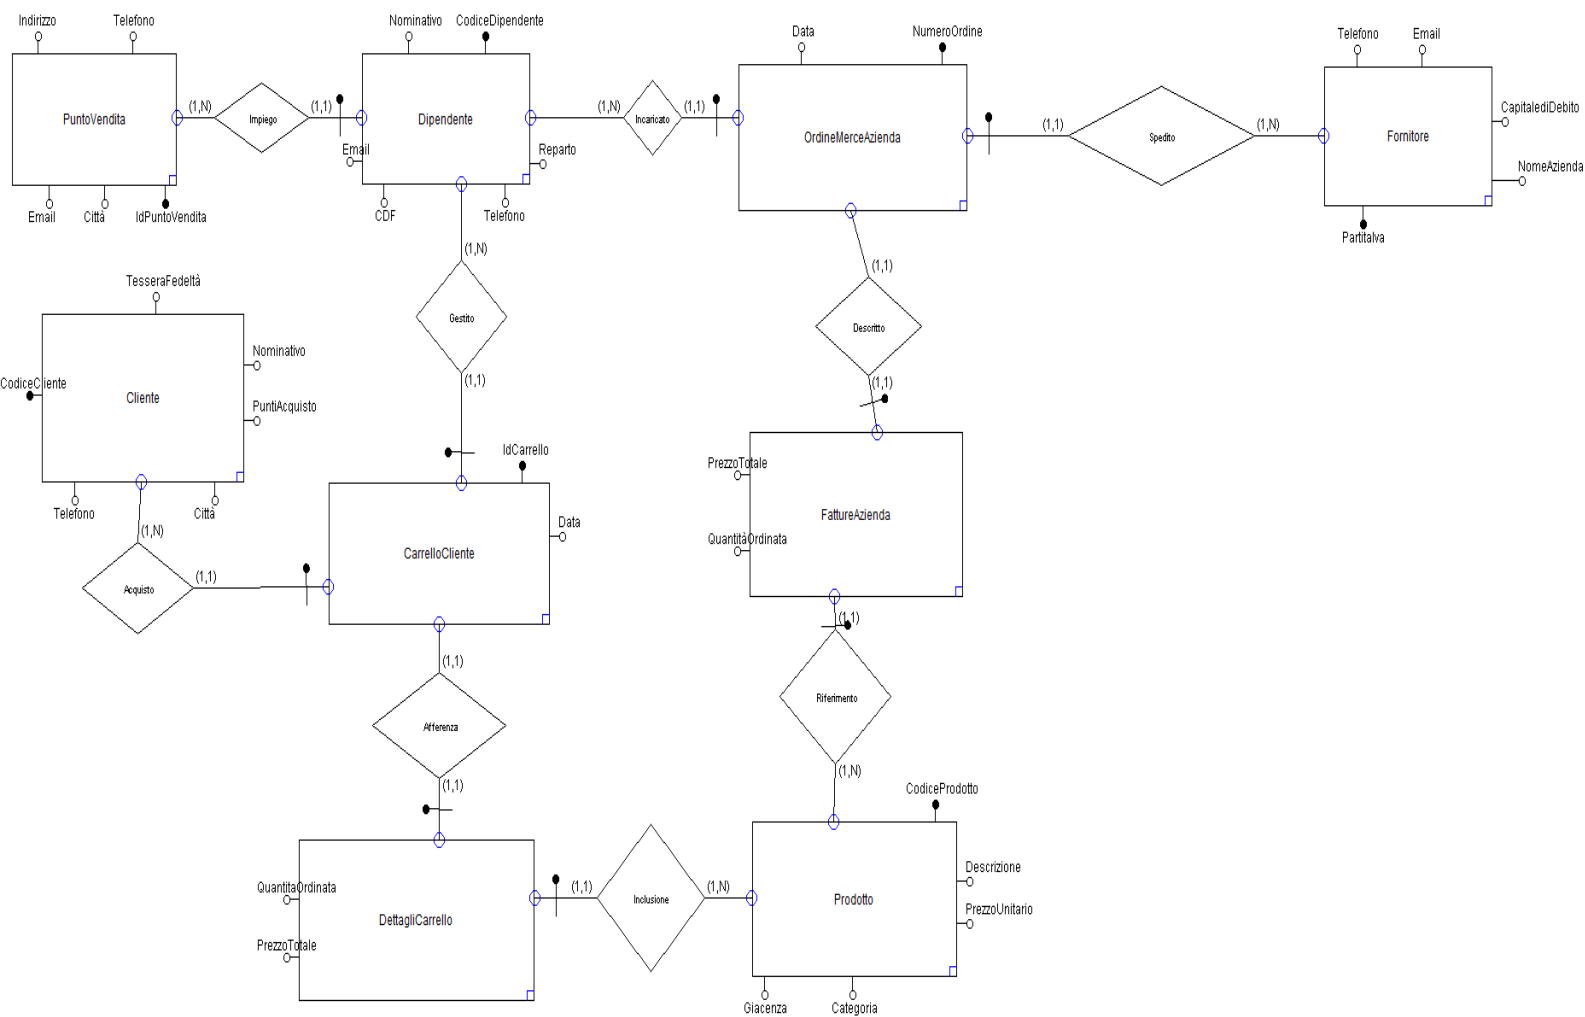 Indirizzo
Telefono
PuntoVendita
Email
Città
IdPuntoVendita
(1,N)
Impiego
(1,1)
Nominativo
CodiceDipendente
Dipendente
Email
Reparto
CDF
Telefono
(1,N)
Incaricato
(1,1)
Data
NumeroOrdine
OrdineMerceAzienda
(1,1)
Spedito
(1,N)
Telefono
Email
CapitalediDebito
Fornitore
NomeAzienda
PartitaIva
(1,N)
Gestito
(1,1)
(1,1)
Descritto
(1,1)
TesseraFedeltà
Nominativo
CodiceCliente
Cliente
PuntiAcquisto
Telefono
Città
(1,N)
Acquisto
(1,1)
IdCarrello
Data
CarrelloCliente
PrezzoTotale
FattureAzienda
QuantitàOrdinata
(1,1)
Riferimento
(1,N)
(1,1)
Afferenza
(1,1)
QuantitaOrdinata
DettagliCarrello
PrezzoTotale
(1,1)
Inclusione
(1,N)
CodiceProdotto
Descrizione
Prodotto
PrezzoUnitario
Giacenza
Categoria